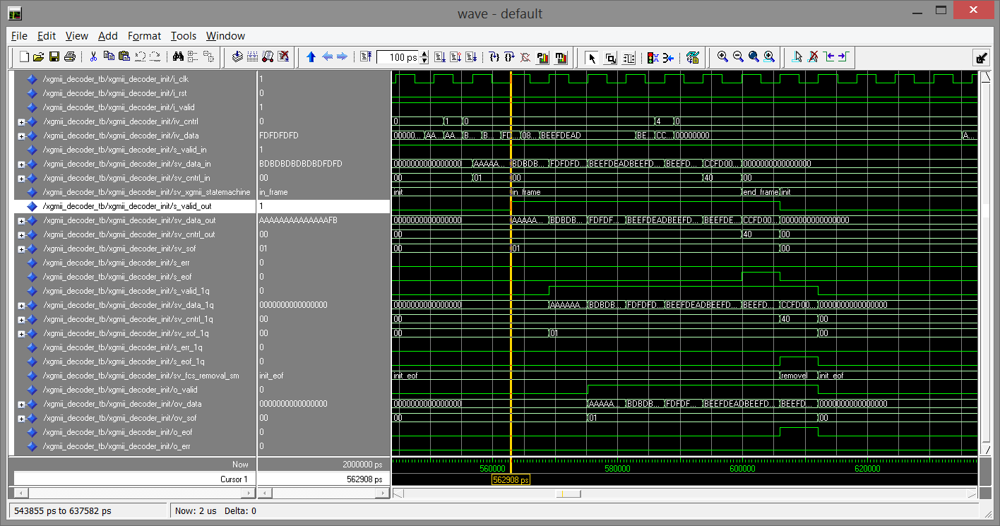 wave - default
File Edit View Add Format Tools Window
100 ps
/xgmii_decoder_tb/xgmii_decoder_init/i_clk 1
/xgmii_decoder_tb/xgmii_decoder_init/i_rst 0
/xgmii_decoder_tb/xgmii_decoder_init/i_valid 1
/xgmii_decoder_tb/xgmii_decoder_init/iv_cntrl 0 0 1 0 4 0
/xgmii_decoder_tb/xgmii_decoder_init/iv_data FDFDFDFD 00000... AA... AA... B... B... FD... 08... BEEFDEAD BE... CC... 00000000 A...
/xgmii_decoder_tb/xgmii_decoder_init/s_valid_in 1
/xgmii_decoder_tb/xgmii_decoder_init/sv_data_in BDBDBDBDBDBDFDFD 0000000000000000 AAAAA... BDBDB... FDFDFD... BEEFDEADBEEFD... BEEFD... CCFD00... 0000000000000000
/xgmii_decoder_tb/xgmii_decoder_init/sv_cntrl_in 00 00 01 00 40 00
/xgmii_decoder_tb/xgmii_decoder_init/sv_xgmii_statemachine in_frame init in_frame end_frame init
/xgmii_decoder_tb/xgmii_decoder_init/s_valid_out 1
/xgmii_decoder_tb/xgmii_decoder_init/sv_data_out AAAAAAAAAAAAAAFB 0000000000000000 AAAAA... BDBDB... FDFDF... BEEFDEADBEEFD... BEEFDE... CCFD00... 0000000000000000
/xgmii_decoder_tb/xgmii_decoder_init/sv_cntrl_out 00 00 40 00
/xgmii_decoder_tb/xgmii_decoder_init/sv_sof 01 00 01 00
/xgmii_decoder_tb/xgmii_decoder_init/s_err 0
/xgmii_decoder_tb/xgmii_decoder_init/s_eof 0
/xgmii_decoder_tb/xgmii_decoder_init/s_valid_1q 0
/xgmii_decoder_tb/xgmii_decoder_init/sv_data_1q 0000000000000000 0000000000000000 AAAAAA... BDBDB... FDFDFD... BEEFDEADBEEFD... BEEFD... CCFD00... 0000000000000000
/xgmii_decoder_tb/xgmii_decoder_init/sv_cntrl_1q 00 00 40 00
/xgmii_decoder_tb/xgmii_decoder_init/sv_sof_1q 00 00 01 00
/xgmii_decoder_tb/xgmii_decoder_init/s_err_1q 0
/xgmii_decoder_tb/xgmii_decoder_init/s_eof_1q 0
/xgmii_decoder_tb/xgmii_decoder_init/sv_fcs_removal_sm init_eof init_eof removel init_eof
/xgmii_decoder_tb/xgmii_decoder_init/o_valid 0
/xgmii_decoder_tb/xgmii_decoder_init/ov_data 0000000000000000 0000000000000000 AAAAA... BDBDB... FDFDF... BEEFDEADBEEFD... BEEFD... 0000000000000000
/xgmii_decoder_tb/xgmii_decoder_init/ov_sof 00 00 01 00
/xgmii_decoder_tb/xgmii_decoder_init/o_eof 0
/xgmii_decoder_tb/xgmii_decoder_init/o_err 0
Now 2000000 ps 560000 580000 600000 620000
Cursor1 562908 ps 562908 ps
543855 ps to 637582 ps Now: 2 us Delta: 0